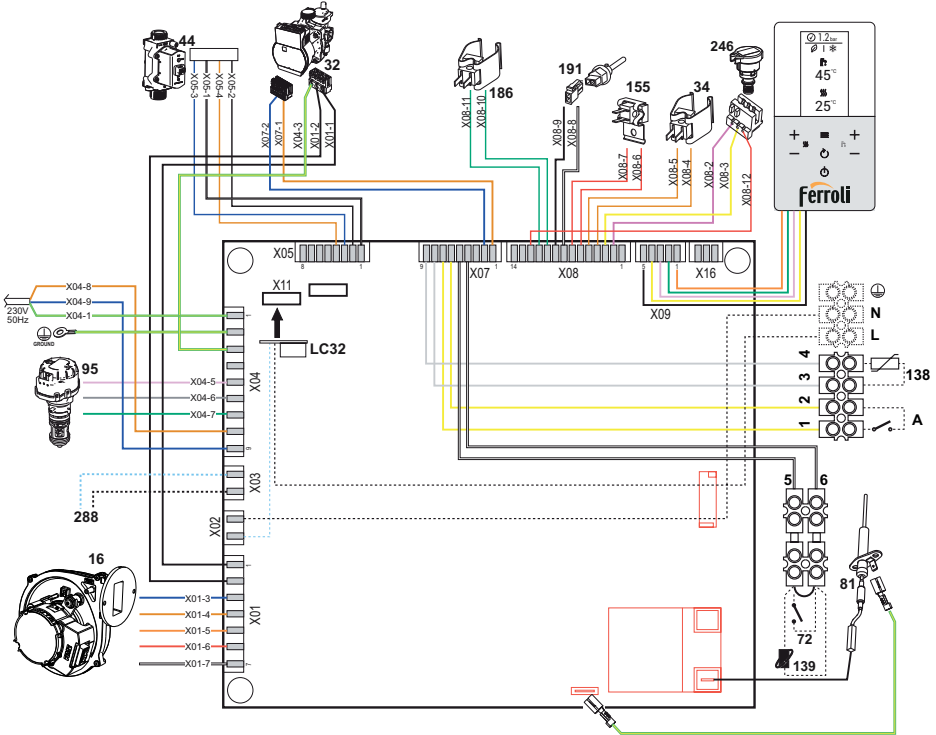 44
X05-3
X05-1
X05-4
X05-2
32
X07-2
X07-1
X04-3
X01-2
X01-1
186
X08-11
X08-10
191
X08-9
X08-8
155
X08-7
X08-6
34
X08-5
X08-4
246
X08-2
X08-3
X08-12
1.2bar
45°C
25°C
+
+
−
−
Ferroli
X05
8
1
9
X07
1
14
X08
1
5
1
X09
X16
X11
LC32
X04-8
X04-9
X04-1
230V
50Hz
GROUND
95
X04-5
X04-6
X04-7
1
X04
9
X03
288
X02
16
1
X01
7
X01-3
X01-4
X01-5
X01-6
X01-7
N
L
4
3
2
1
138
A
5
6
72
139
81